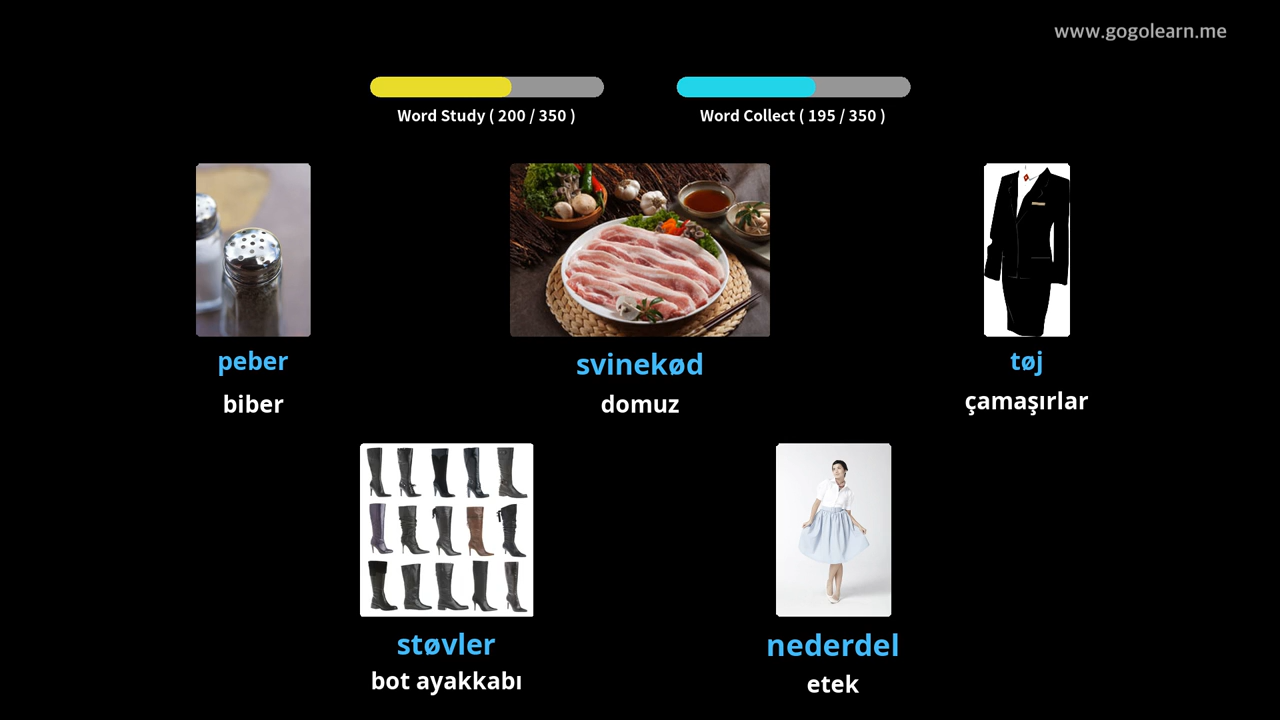 www.gogolearn.me
Word Study ( 200 / 350 )
Word Collect ( 195 / 350 )
peber
svinekød
tøj
biber
domuz
çamaşırlar
støvler
nederdel
bot ayakkabı
etek